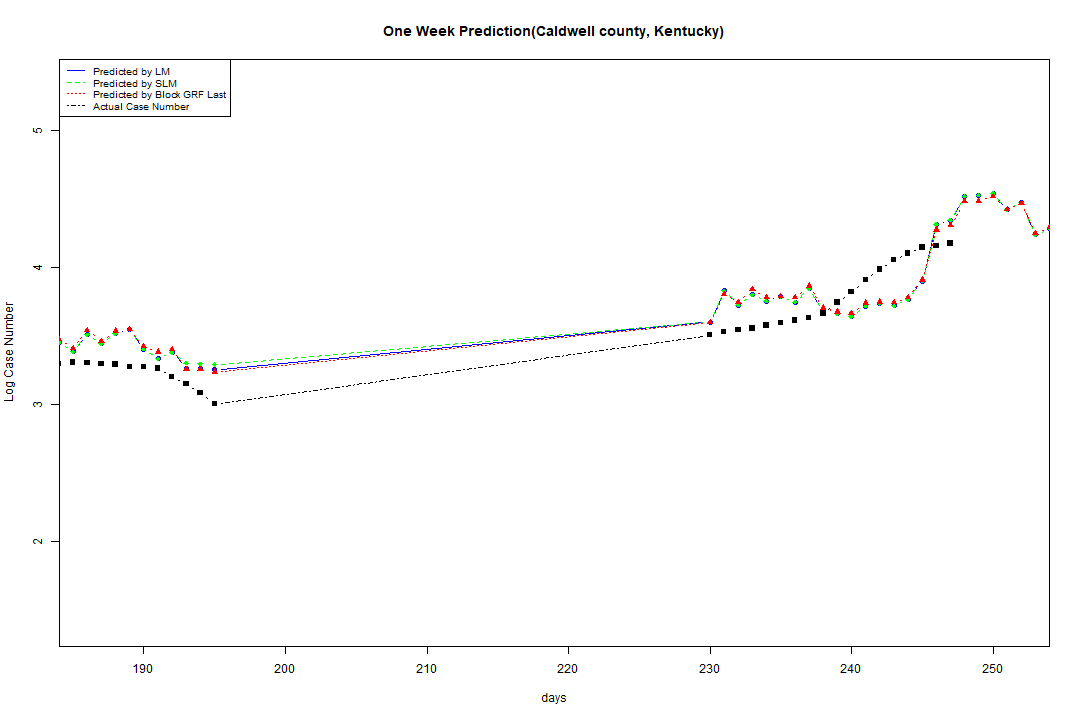 One Week Prediction(Caldwell county, Kentucky)
Predicted by LM
Predicted by SLM
Predicted by Block GRF Last
Actual Case Number
5
4
3
2
Log Case Number
190 200 210 220 230 240 250
days